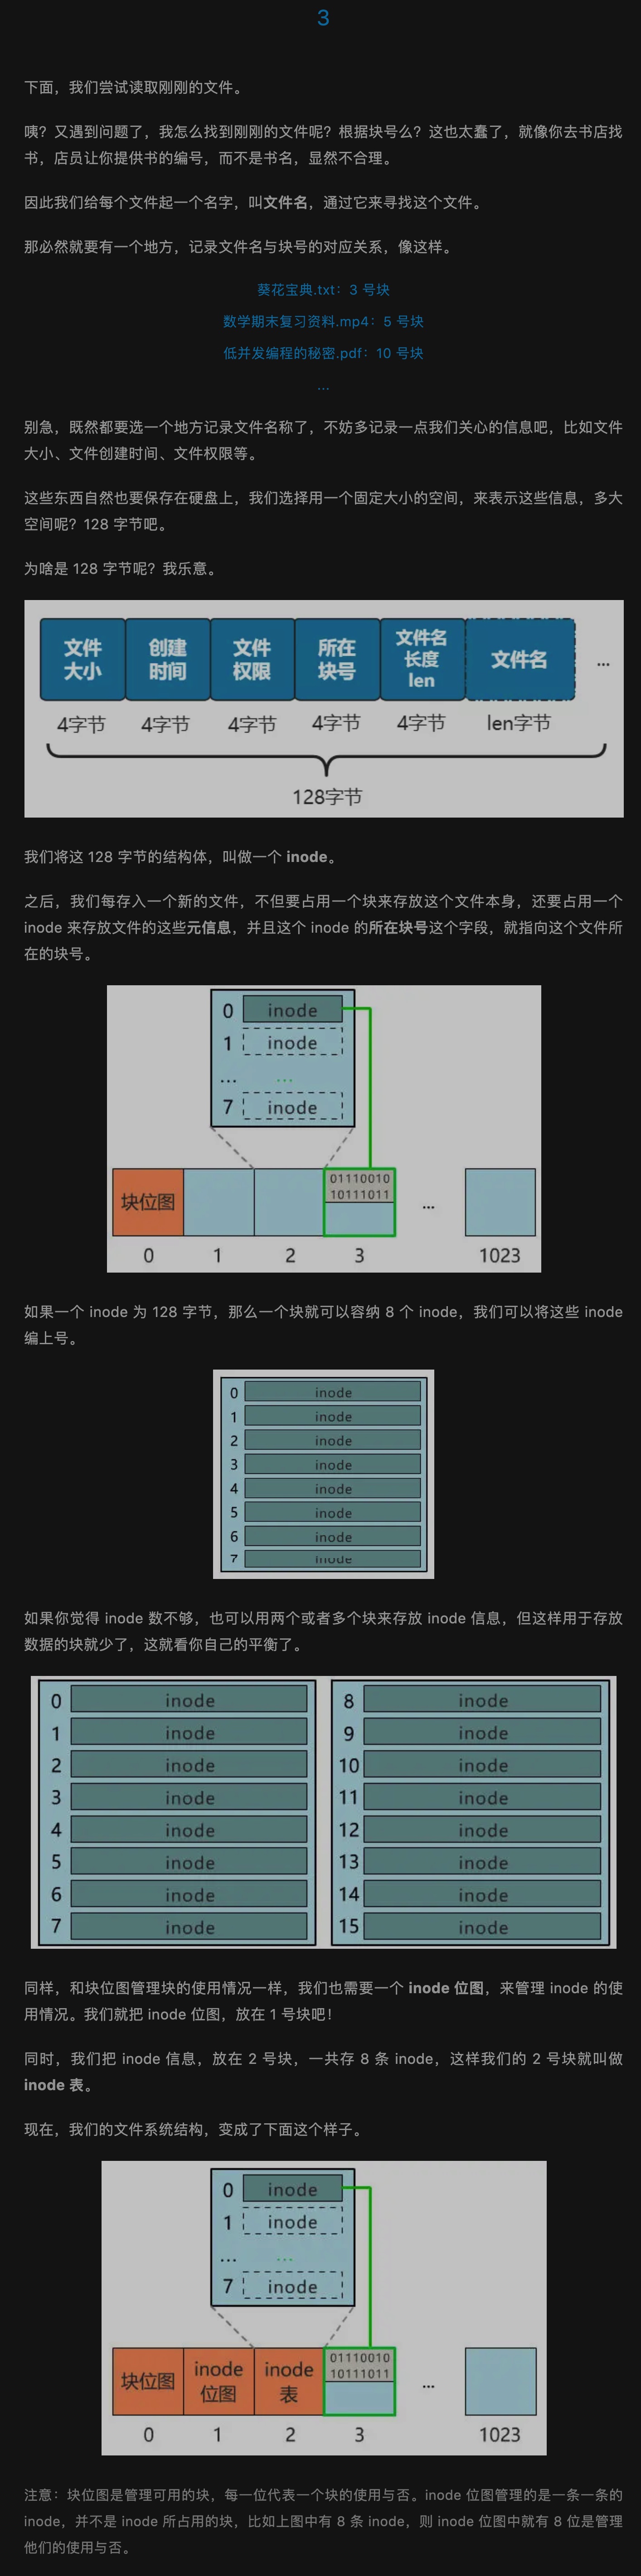 3
下面，我们尝试读取刚刚的文件。
咦？又遇到问题了，我怎么找到刚刚的文件呢？根据块号么？这也太蠢了，就像你去书店找
书，店员让你提供书的编号，而不是书名，显然不合理。
因此我们给每个文件起一个名字，叫文件名，通过它来寻找这个文件。
那必然就要有一个地方，记录文件名与块号的对应关系，像这样。
葵花宝典.txt：3 号块
数学期末复习资料.mp4：5 号块
低并发编程的秘密.pdf：10 号块
...
别急，既然都要选一个地方记录文件名称了，不妨多记录一点我们关心的信息吧，比如文件
大小、文件创建时间、文件权限等。
这些东西自然也要保存在硬盘上，我们选择用一个固定大小的空间，来表示这些信息，多大
空间呢？128 字节吧。
为啥是 128 字节呢？我乐意。
文件 创建 文件 所在 文件名
大小 时间 权限 块号 长度 文件名 ...
len
4字节 4字节 4字节 4字节 4字节 len字节
128字节
我们将这 128 字节的结构体，叫做一个 inode。
之后，我们每存入一个新的文件，不但要占用一个块来存放这个文件本身，还要占用一个
inode 来存放文件的这些元信息，并且这个 inode 的所在块号这个字段，就指向这个文件所
在的块号。
0 inode
1 inode
... ...
7 inode
块位图 01110010
10111011 ...
0 1 2 3 1023
如果一个 inode 为 128 字节，那么一个块就可以容纳 8 个 inode，我们可以将这些 inode
编上号。
0 inode
1 inode
2 inode
3 inode
4 inode
5 inode
6 inode
7 inode
如果你觉得 inode 数不够，也可以用两个或者多个块来存放 inode 信息，但这样用于存放
数据的块就少了，这就看你自己的平衡了。
0 inode 8 inode
1 inode 9 inode
2 inode 10 inode
3 inode 11 inode
4 inode 12 inode
5 inode 13 inode
6 inode 14 inode
7 inode 15 inode
同样，和块位图管理块的使用情况一样，我们也需要一个 inode 位图，来管理 inode 的使
用情况。我们就把 inode 位图，放在 1 号块吧！
同时，我们把 inode 信息，放在 2 号块，一共存 8 条 inode，这样我们的 2 号块就叫做
inode 表。
现在，我们的文件系统结构，变成了下面这个样子。
0 inode
1 inode
... ...
7 inode
块位图 inode inode 01110010
位图 表 10111011 ...
0 1 2 3 1023
注意：块位图是管理可用的块，每一位代表一个块的使用与否。inode 位图管理的是一条一条的
inode，并不是 inode 所占用的块，比如上图中有 8 条 inode，则 inode 位图中就有 8 位是管理
他们的使用与否。